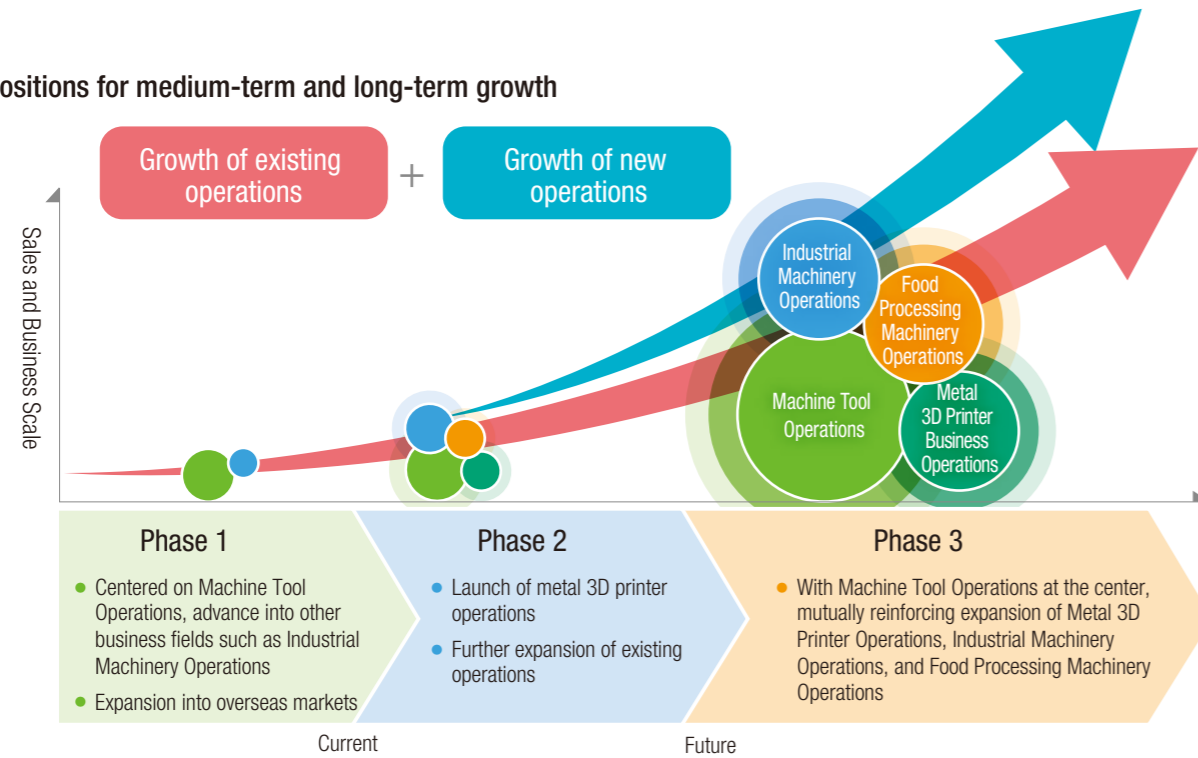 ositions for medium-term and long-term growth
Growth of existing
operations
+
Growth of new
operations
Sales and Business Scale
Industrial
Machinery
Operations
Food
Processing
Machinery
Operations
Machine Tool
Operations
Metal
3D Printer
Business
Operations
Phase 1
• Centered on Machine Tool
Operations, advance into other
business fields such as Industrial
Machinery Operations
• Expansion into overseas markets
Phase 2
• Launch of metal 3D printer
operations
• Further expansion of existing
operations
Phase 3
• With Machine Tool Operations at the center,
mutually reinforcing expansion of Metal 3D
Printer Operations, Industrial Machinery
Operations, and Food Processing Machinery
Operations
Current
Future